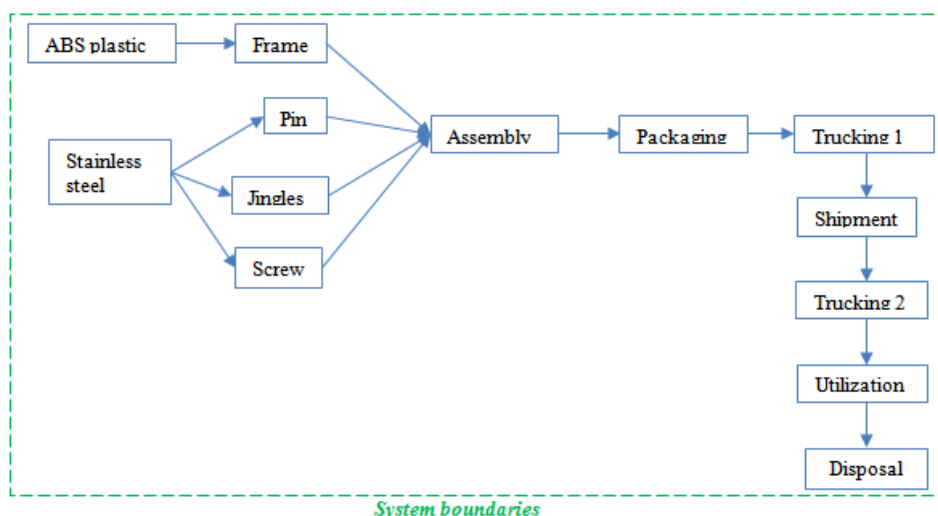 ABS plastic
Frame
Pin
Stainless
steel
Jingles
Screw
Assembly
Packaging
Trucking 1
Shipment
Trucking 2
Utilization
Disposal
System boundaries